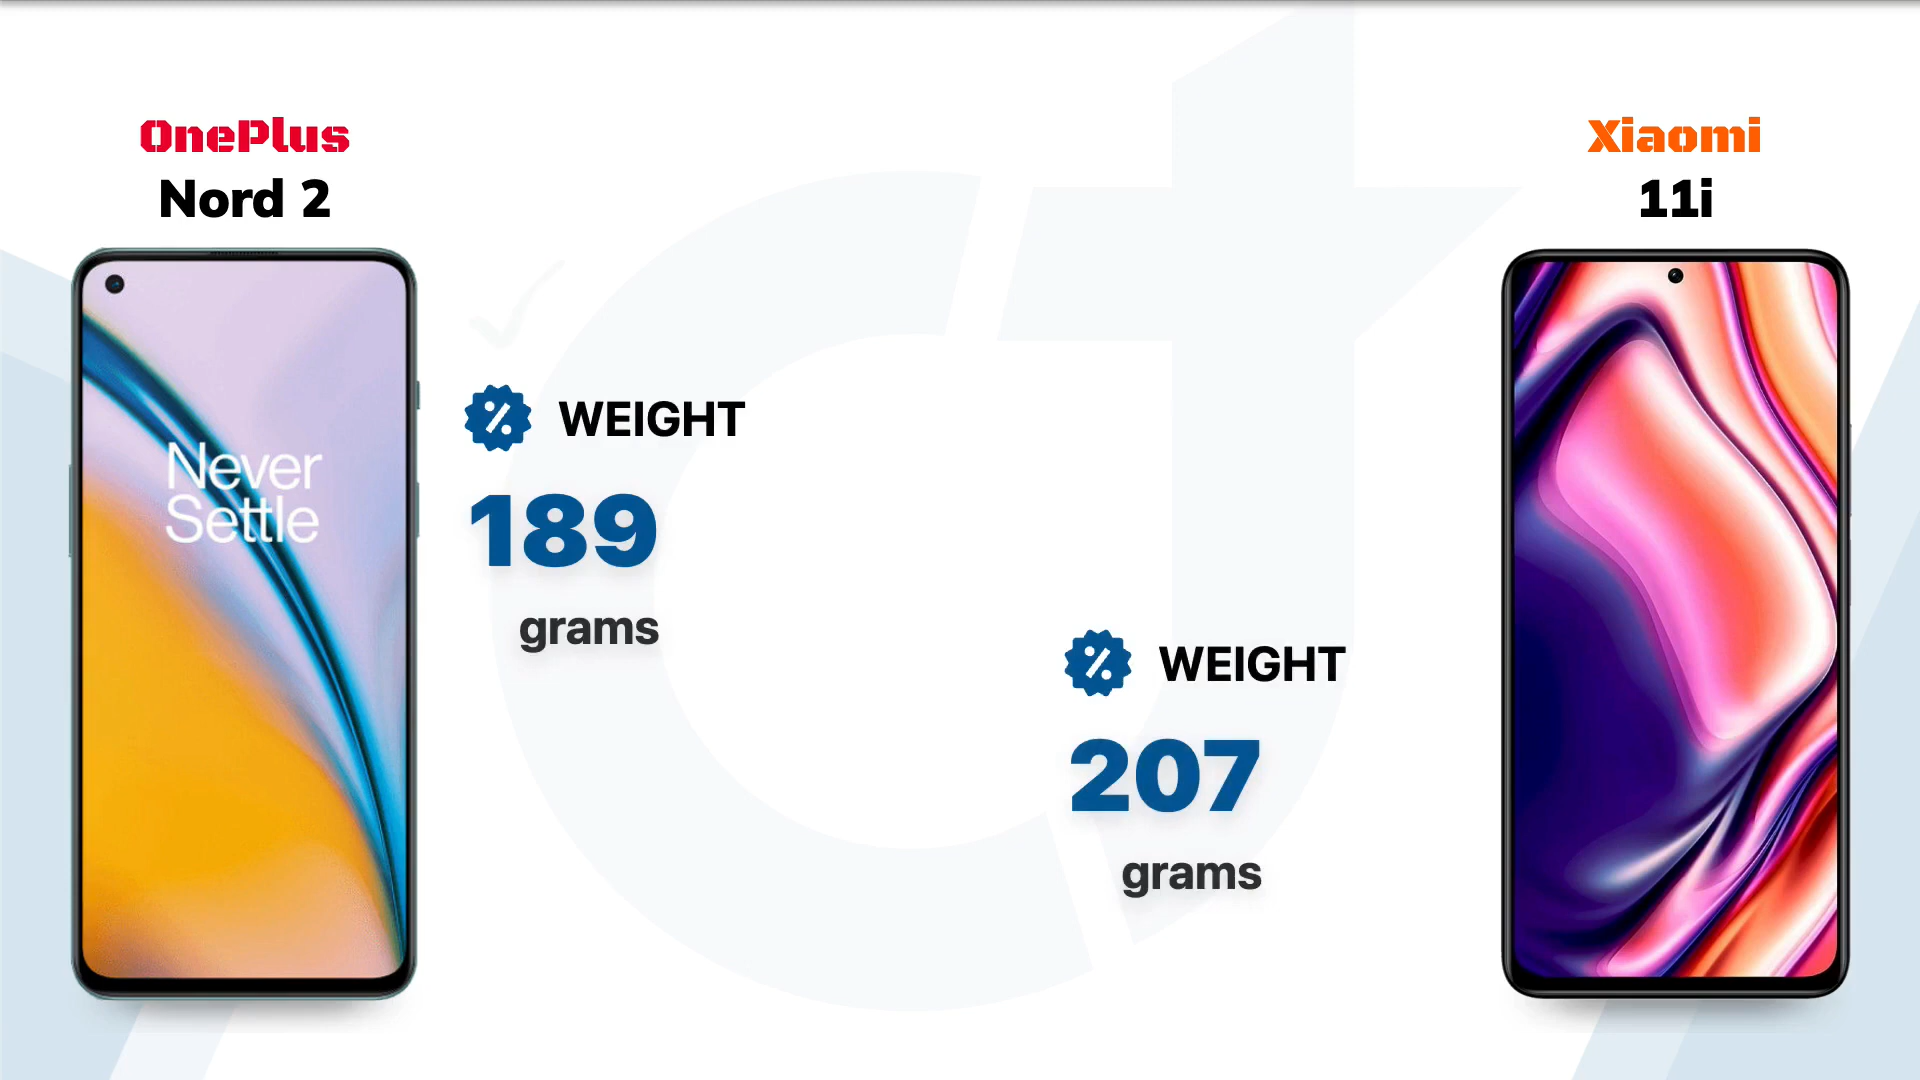 OnePlus
Nord 2
Never
Settle
WEIGHT
189
grams
Xiaomi
11i
WEIGHT
207
grams